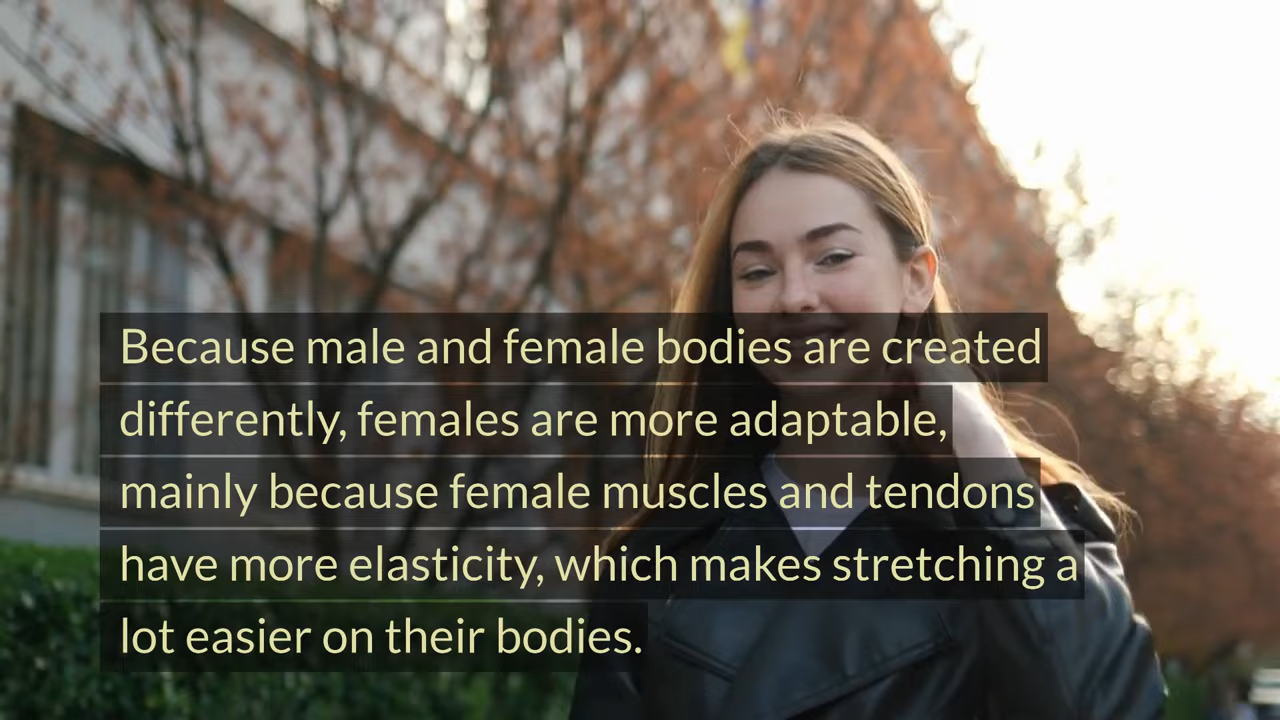 Because male and female bodies are created
differently, females are more adaptable,
mainly because female muscles and tendons
have more elasticity, which makes stretching a
lot easier on their bodies.